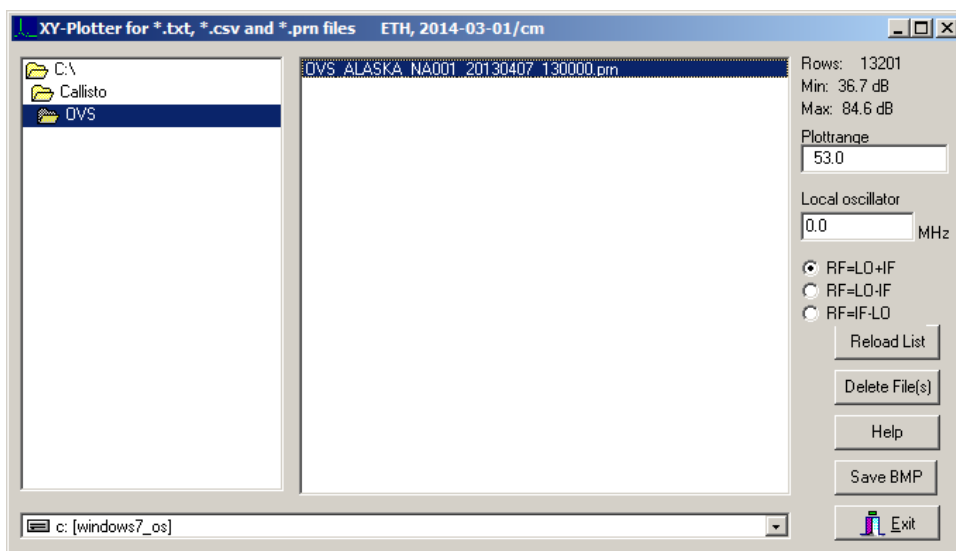 XY-Plotter for *.txt, *.csv and *.prn files ETH, 2014-03-01/cm
C:\
Callisto
OVS
OVS_ALASKA_NA001_20130407_130000.prn
Rows: 13201
Min: 36.7 dB
Max: 84.6 dB
Plottrange
53.0
Local oscillator
0.0
MHz
RF=LO+IF
RF=LO-IF
RF=IF-LO
Reload List
Delete File(s)
Help
Save BMP
c: [windows7_os]
Exit